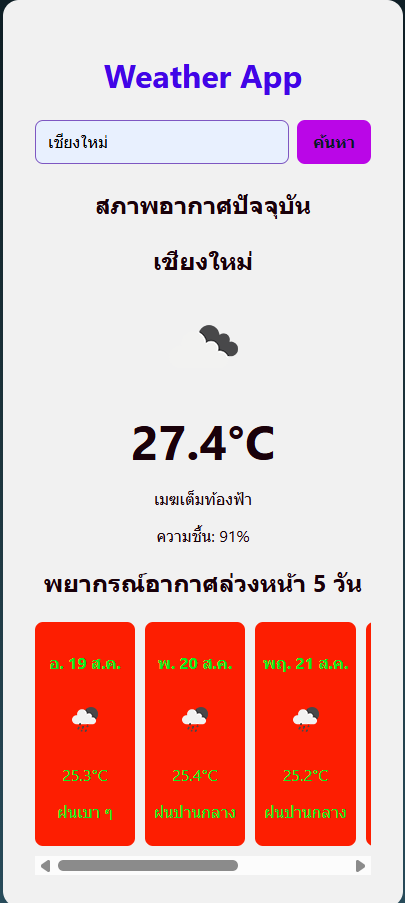 Weather App
เชียงใหม่
ค้นหา
สภาพอากาศปัจจุบัน
เชียงใหม่
27.4°C
เมฆเต็มท้องฟ้า
ความชื้น: 91%
พยากรณ์อากาศล่วงหน้า 5 วัน
อ. 19 ส.ค.
25.3°C
ฝนเบา ๆ
พ. 20 ส.ค.
25.4°C
ฝนปานกลาง
พฤ. 21 ส.ค.
25.2°C
ฝนปานกลาง